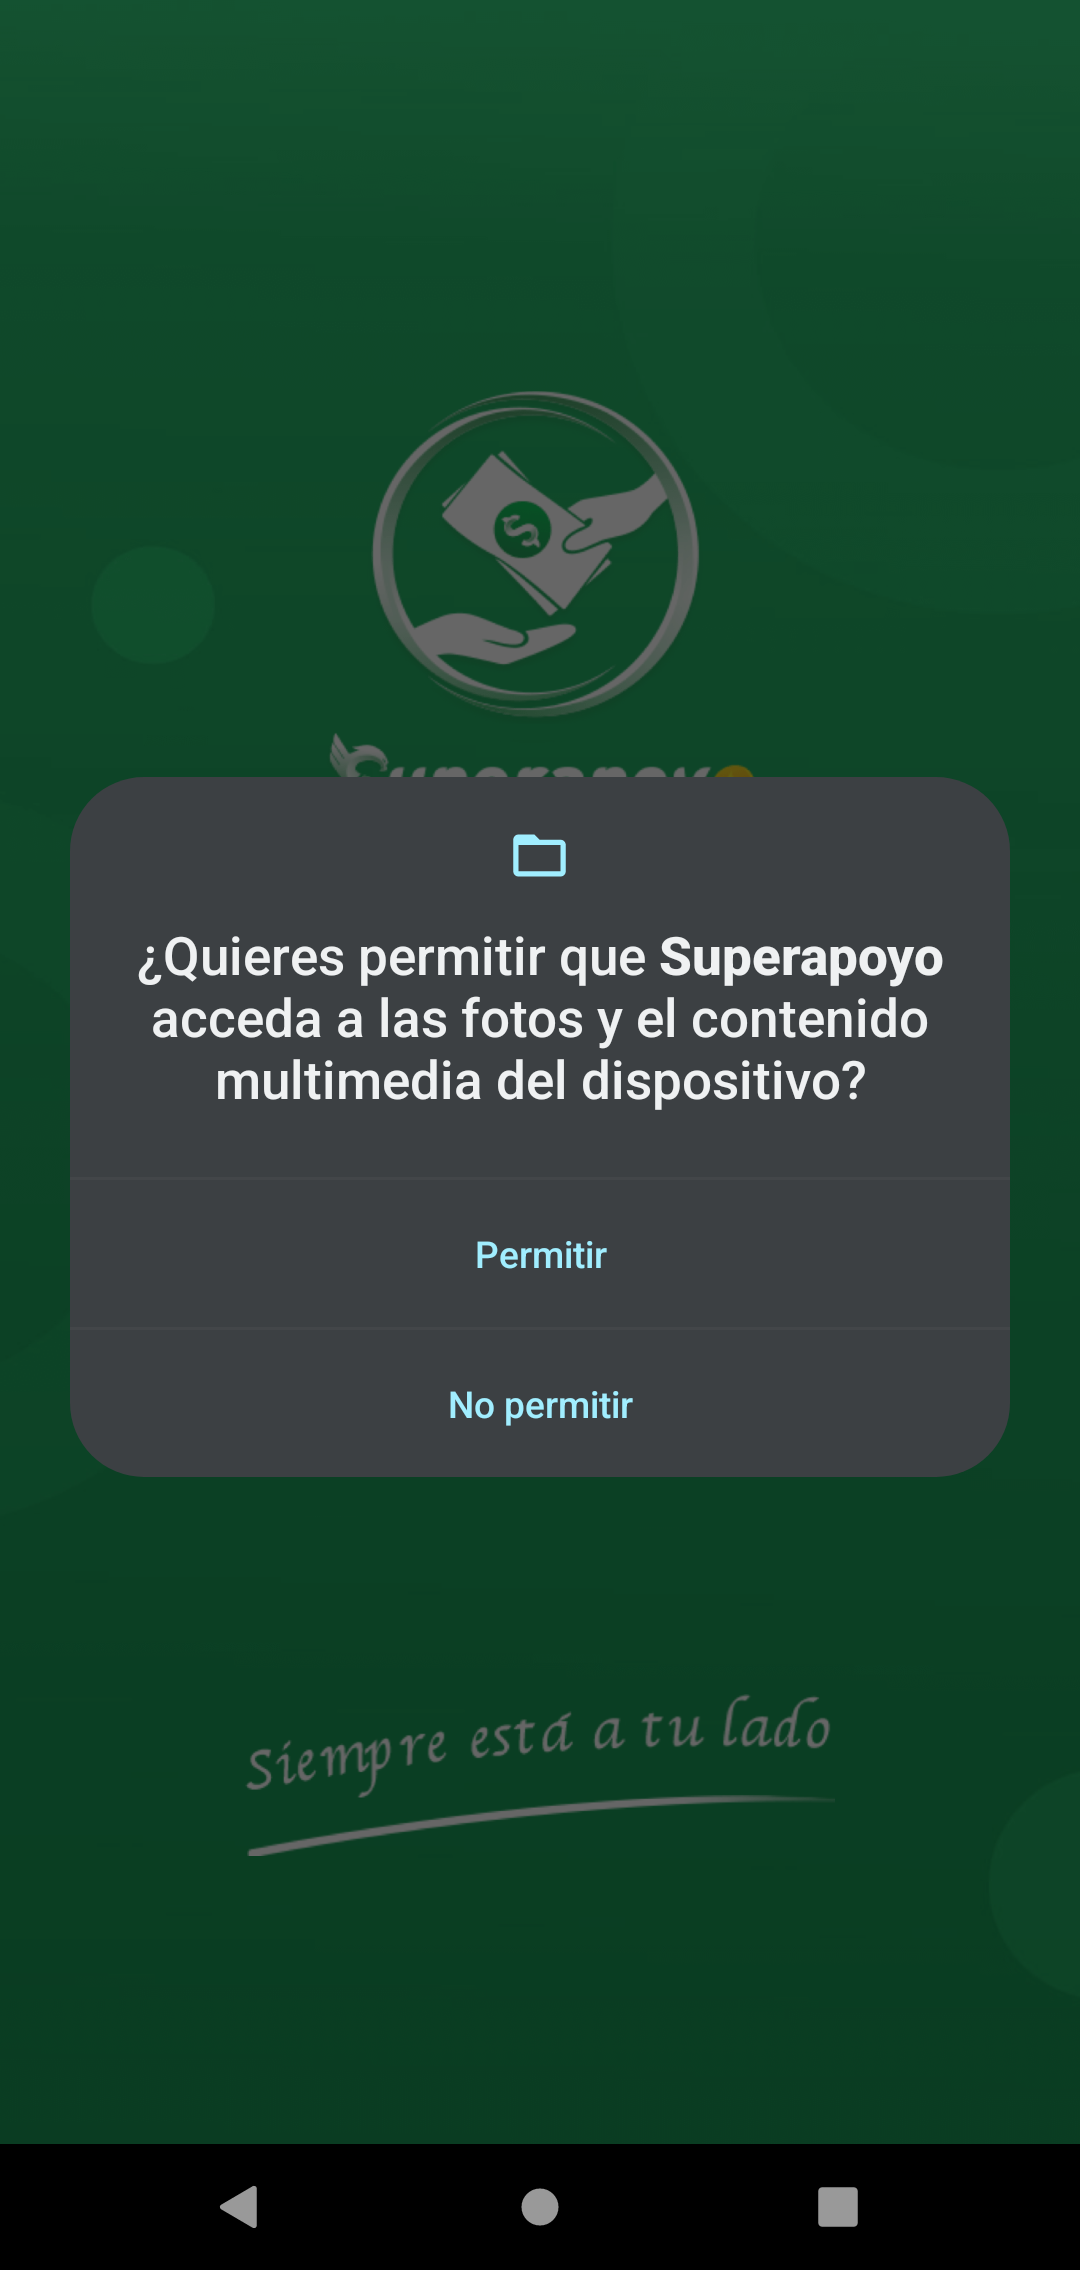 Superapoyo
¿Quieres permitir que Superapoyo
acceda a las fotos y el contenido
multimedia del dispositivo?
Permitir
No permitir
Siempre está a tu lado